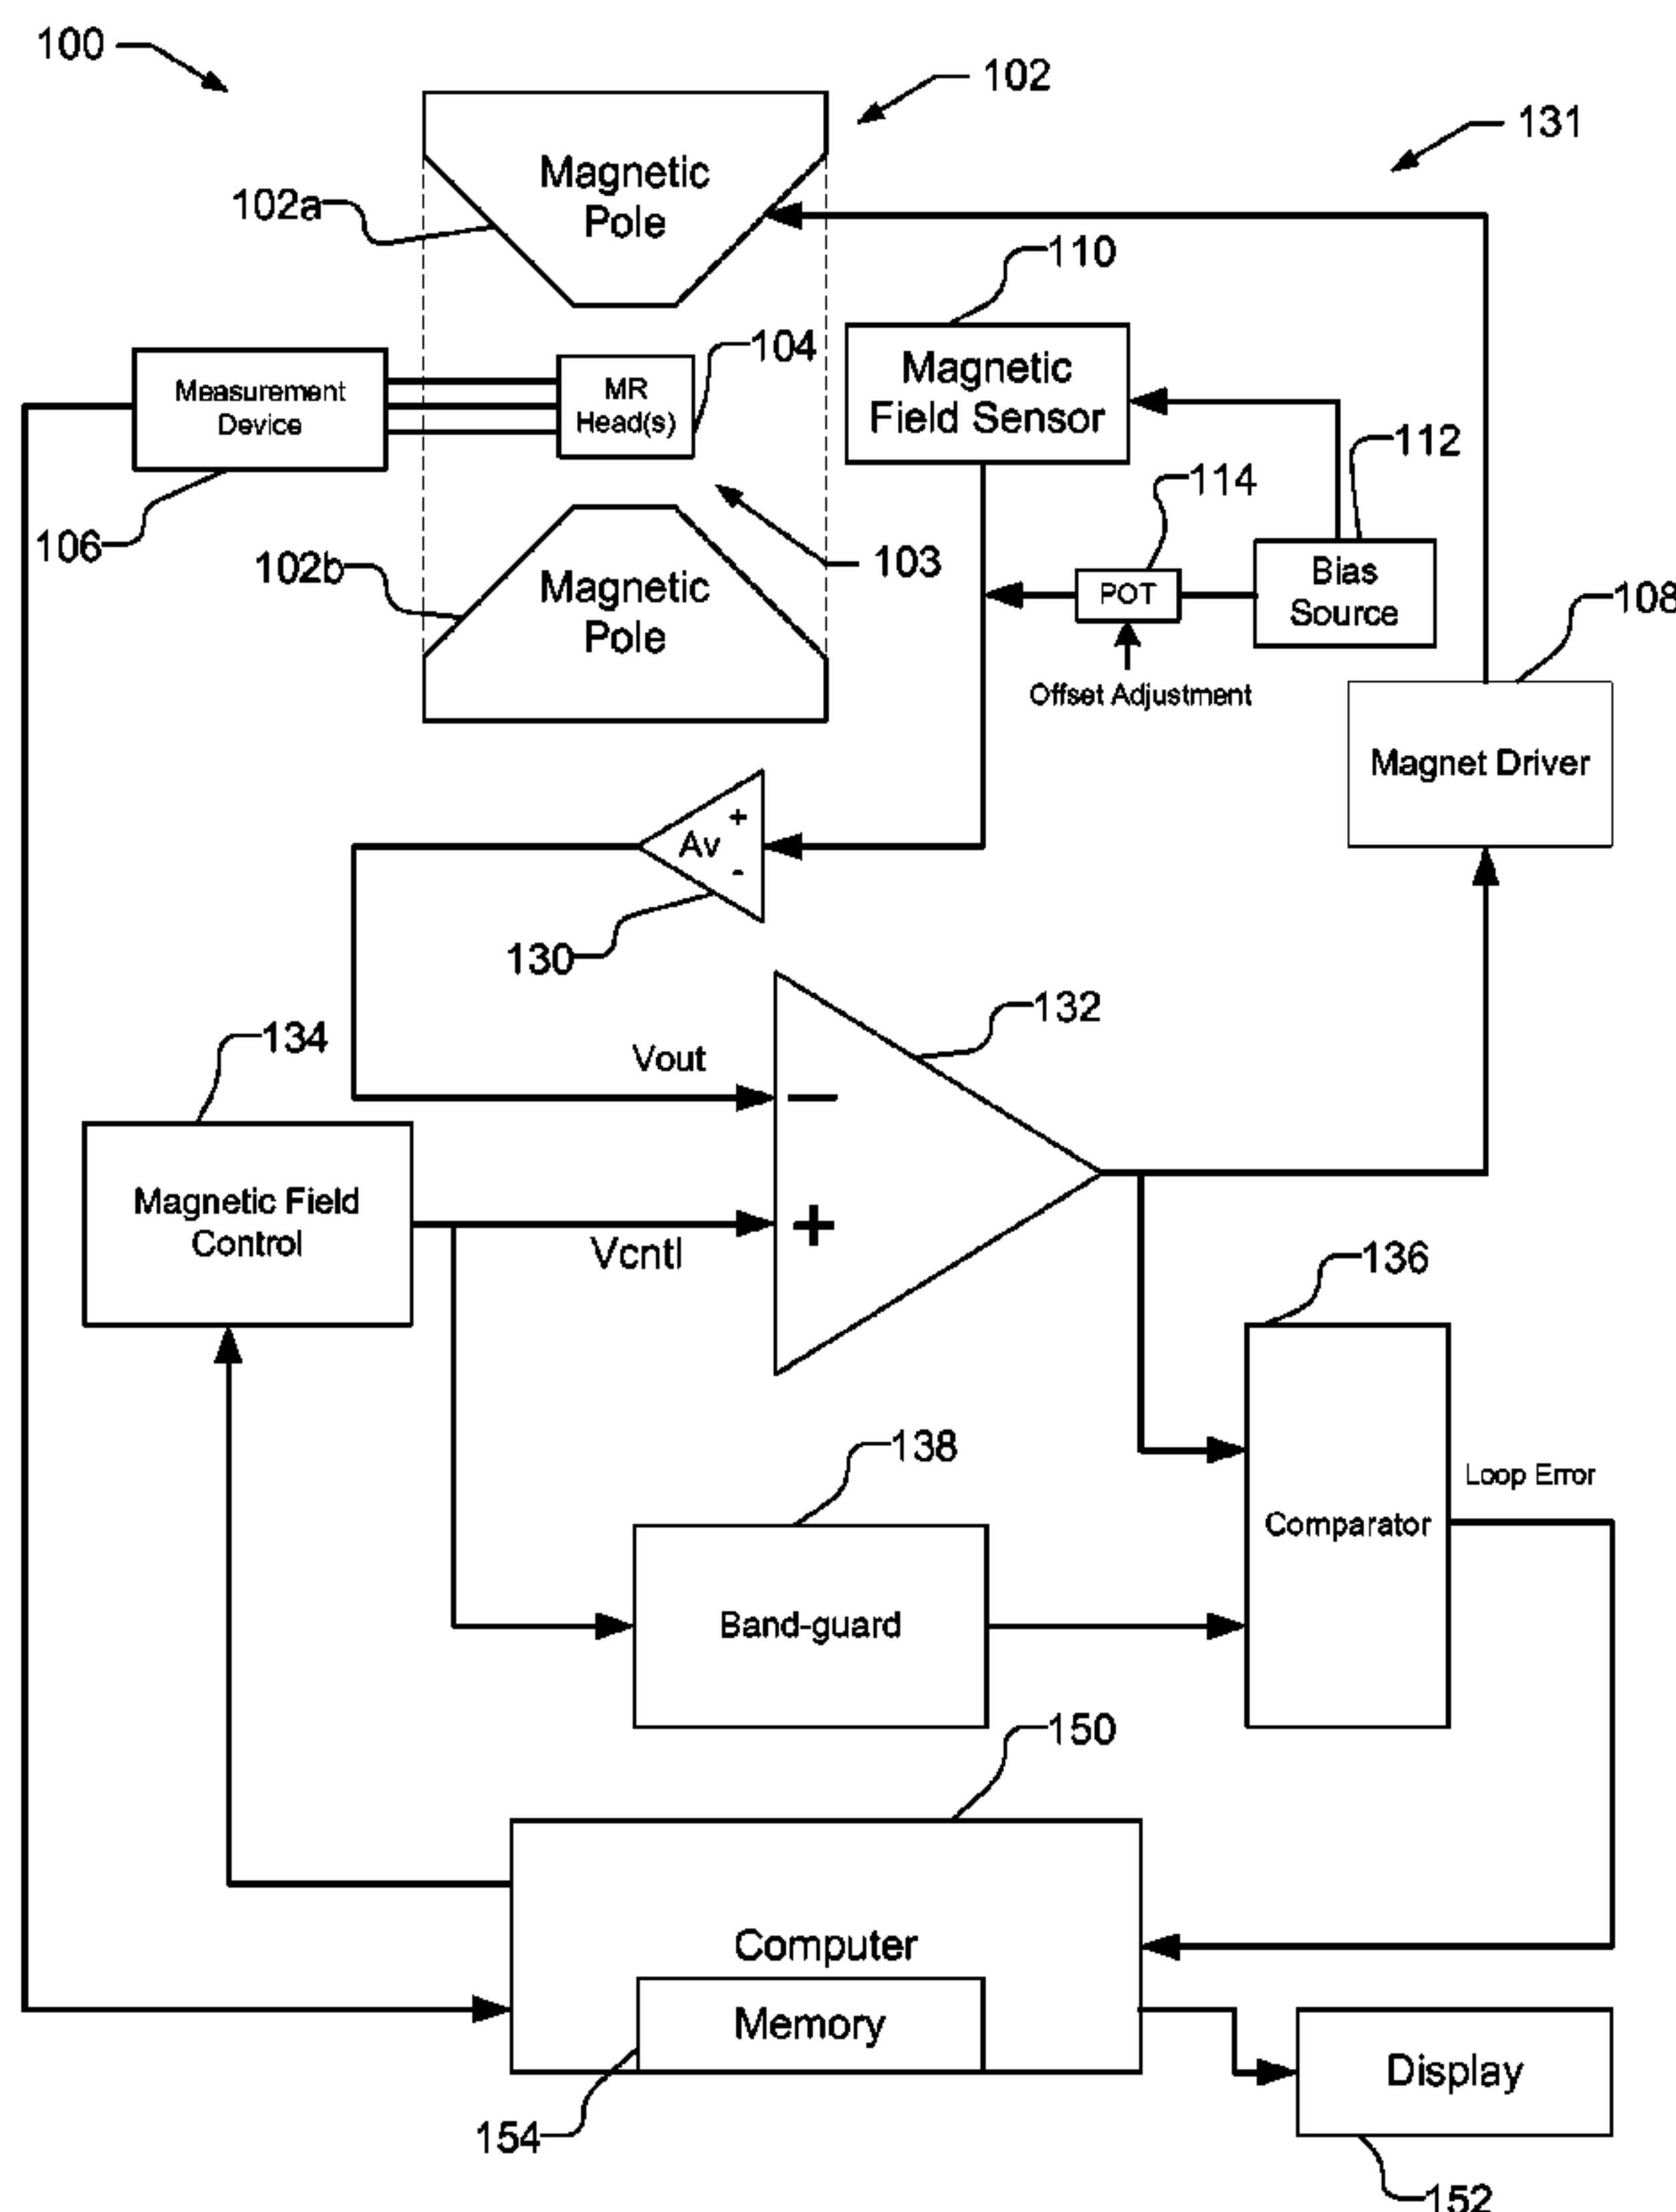 100
102
131
Magnetic
Pole
102a
110
104
Magnetic
Field Sensor
Measurement
Device
MR
Head(s)
112
114
106
102b
103
Bias
Source
POT
108
Magnetic
Pole
Offset Adjustment
Magnet Driver
+
Av
-
130
132
134
Vout
−
Magnetic Field
Control
+
Vcntl
136
138
Loop Error
Comparator
Band-guard
150
Computer
Memory
Display
154
152